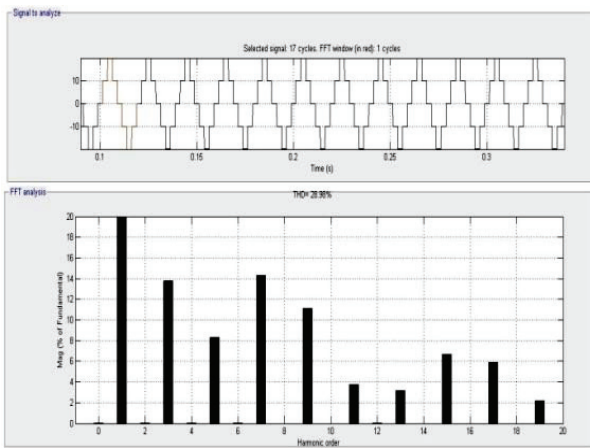 Signal to analyze
Selected signal: 17 cycles. FFT window (in red): 1 cycles
10
0
-10
0.1 0.15 0.2 0.25 0.3
Time (s)
FFT analysis
THD= 28.98%
20
18
16
14
12
10
8
6
4
2
0
Mag (% of Fundamental)
0 2 4 6 8 10 12 14 16 18 20
Harmonic order